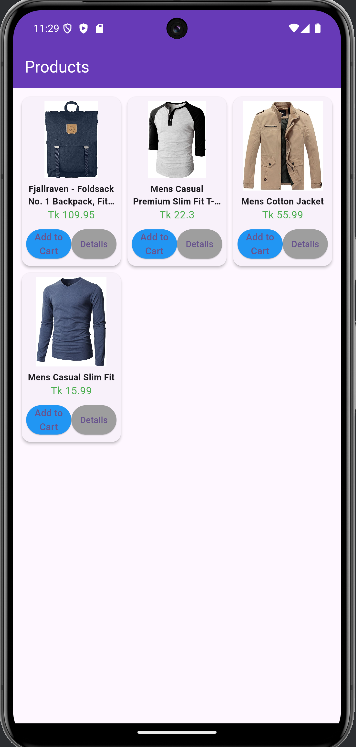 11:29
Products
Fjallraven - Foldsack
No. 1 Backpack, Fit...
Tk 109.95
Add to
Cart
Details
Mens Casual
Premium Slim Fit T-...
Tk 22.3
Add to
Cart
Details
Mens Cotton Jacket
Tk 55.99
Add to
Cart
Details
Mens Casual Slim Fit
Tk 15.99
Add to
Cart
Details